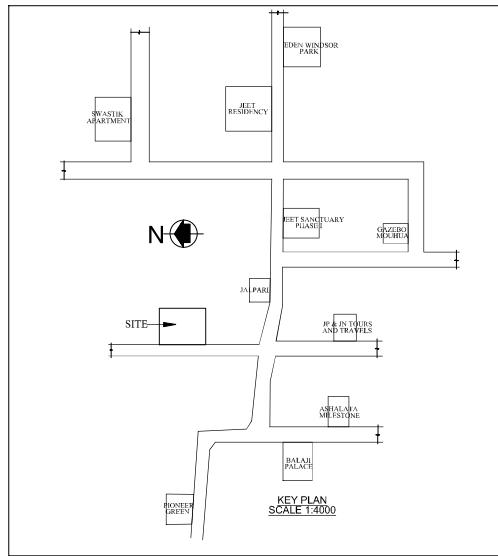 EDEN WINDSOR
PARK
SWASTIK
APARTMENT
JEET
RESIDENCY
JEET SANCTUARY
PHASE 1
GAZEBO
MOUHUA
N
JALPARI
SITE
JP & JN TOURS
AND TRAVELS
ASHALATA
MILESTONE
BALAJI
PALACE
PIONEER
GREEN
KEY PLAN
SCALE 1:4000